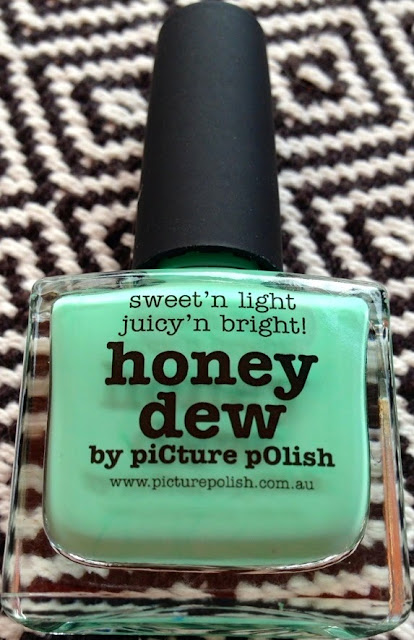 sweet'n light
juicy'n bright!
honey
dew
by piCture pOlish
www.picturepolish.com.au